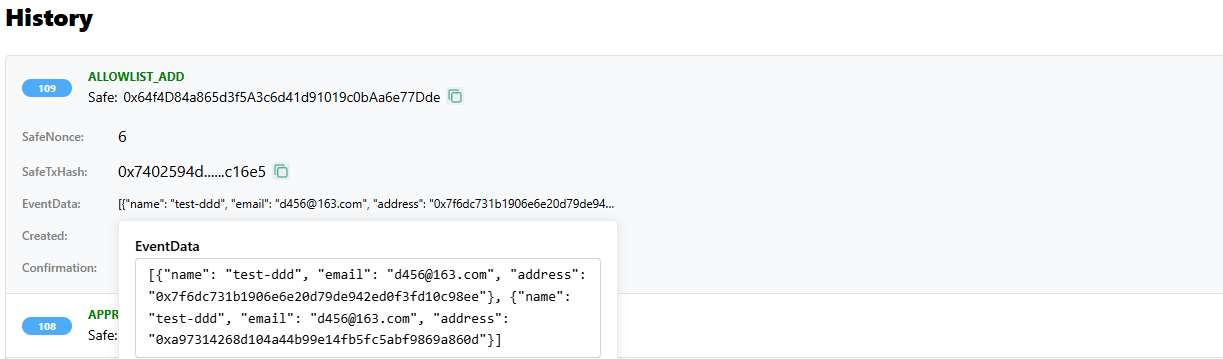 History
109
ALLOWLIST_ADD
Safe: 0x64f4D84a865d3f5A3c6d41d91019c0bAa6e77Dde
SafeNonce: 6
SafeTxHash: 0x7402594d......c16e5
EventData: [{"name": "test-ddd", "email": "d456@163.com", "address": "0x7f6dc731b1906e6e20d79de94...
Created:
Confirmation:
EventData
[{"name": "test-ddd", "email": "d456@163.com", "address":
"0x7f6dc731b1906e6e20d79de942ed0f3fd10c98ee"}, {"name":
"test-ddd", "email": "d456@163.com", "address":
"0xa97314268d104a44b99e14fb5fc5abf9869a860d"}]
108
APPR
Safe: